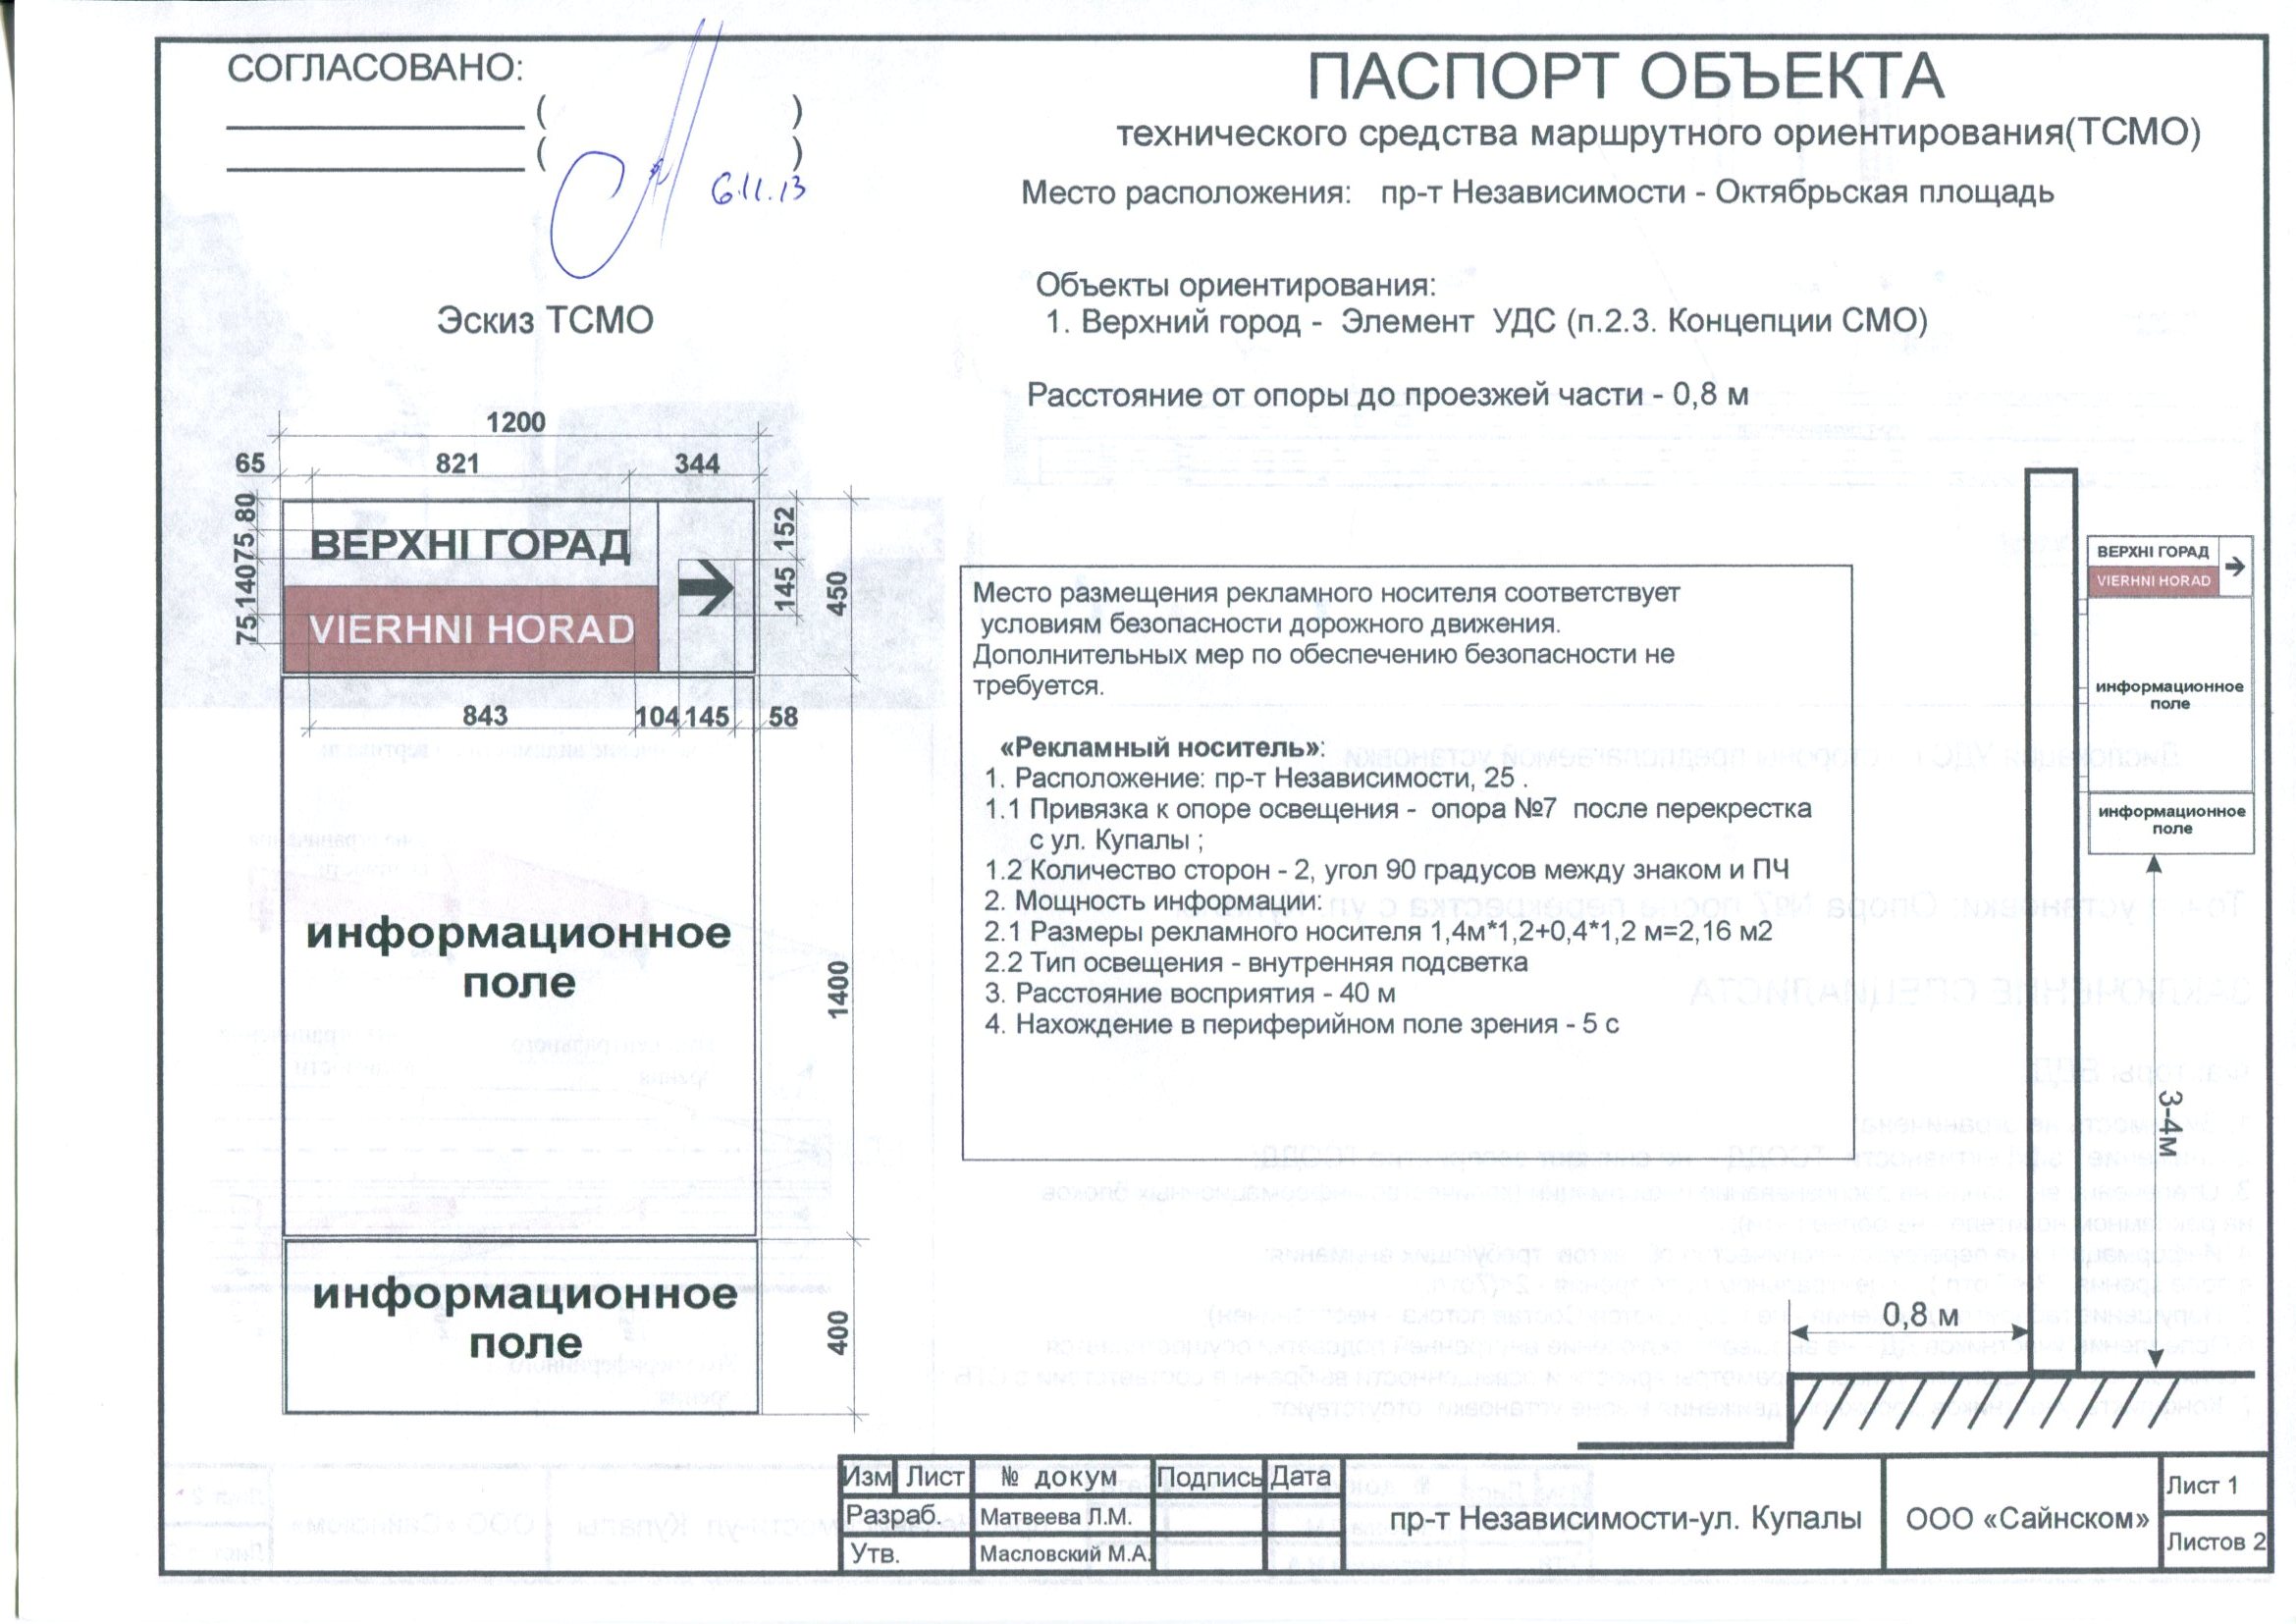 СОГЛАСОВАНО:
( )
( )
6.11.13
ПАСПОРТ ОБЪЕКТА
технического средства маршрутного ориентирования(ТСМО)
Место расположения: пр-т Независимости - Октябрьская площадь
Объекты ориентирования:
1. Верхний город - Элемент УДС (п.2.3. Концепции СМО)
Расстояние от опоры до проезжей части - 0,8 м
Эскиз ТСМО
1200
65 821 344
80
75
140
75
152
145
450
ВЕРХНІ ГОРАД
VIERHNI HORAD
843 104 145 58
информационное
поле
1400
информационное
поле
400
Место размещения рекламного носителя соответствует
условиям безопасности дорожного движения.
Дополнительных мер по обеспечению безопасности не
требуется.
«Рекламный носитель»:
1. Расположение: пр-т Независимости, 25 .
1.1 Привязка к опоре освещения - опора №7 после перекрестка
с ул. Купалы ;
1.2 Количество сторон - 2, угол 90 градусов между знаком и ПЧ
2. Мощность информации:
2.1 Размеры рекламного носителя 1,4м*1,2+0,4*1,2 м=2,16 м2
2.2 Тип освещения - внутренняя подсветка
3. Расстояние восприятия - 40 м
4. Нахождение в периферийном поле зрения - 5 с
ВЕРХНІ ГОРАД
VIERHNI HORAD
информационное
поле
информационное
поле
3-4м
0,8 м
Изм Лист № докум Подпись Дата
Разраб. Матвеева Л.М.
Утв. Масловский М.А.
пр-т Независимости-ул. Купалы
ООО «Сайнском»
Лист 1
Листов 2